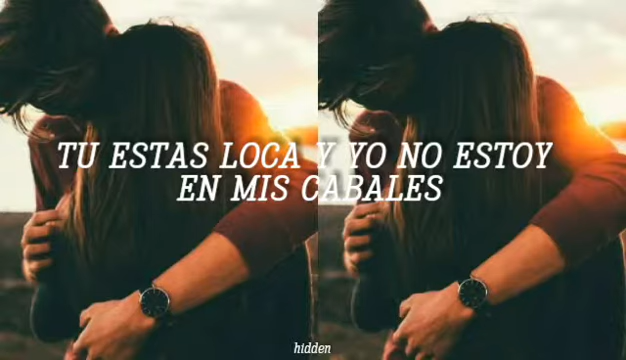 TU ESTAS LOCA Y YO NO ESTOY
EN MIS CABALES
hidden